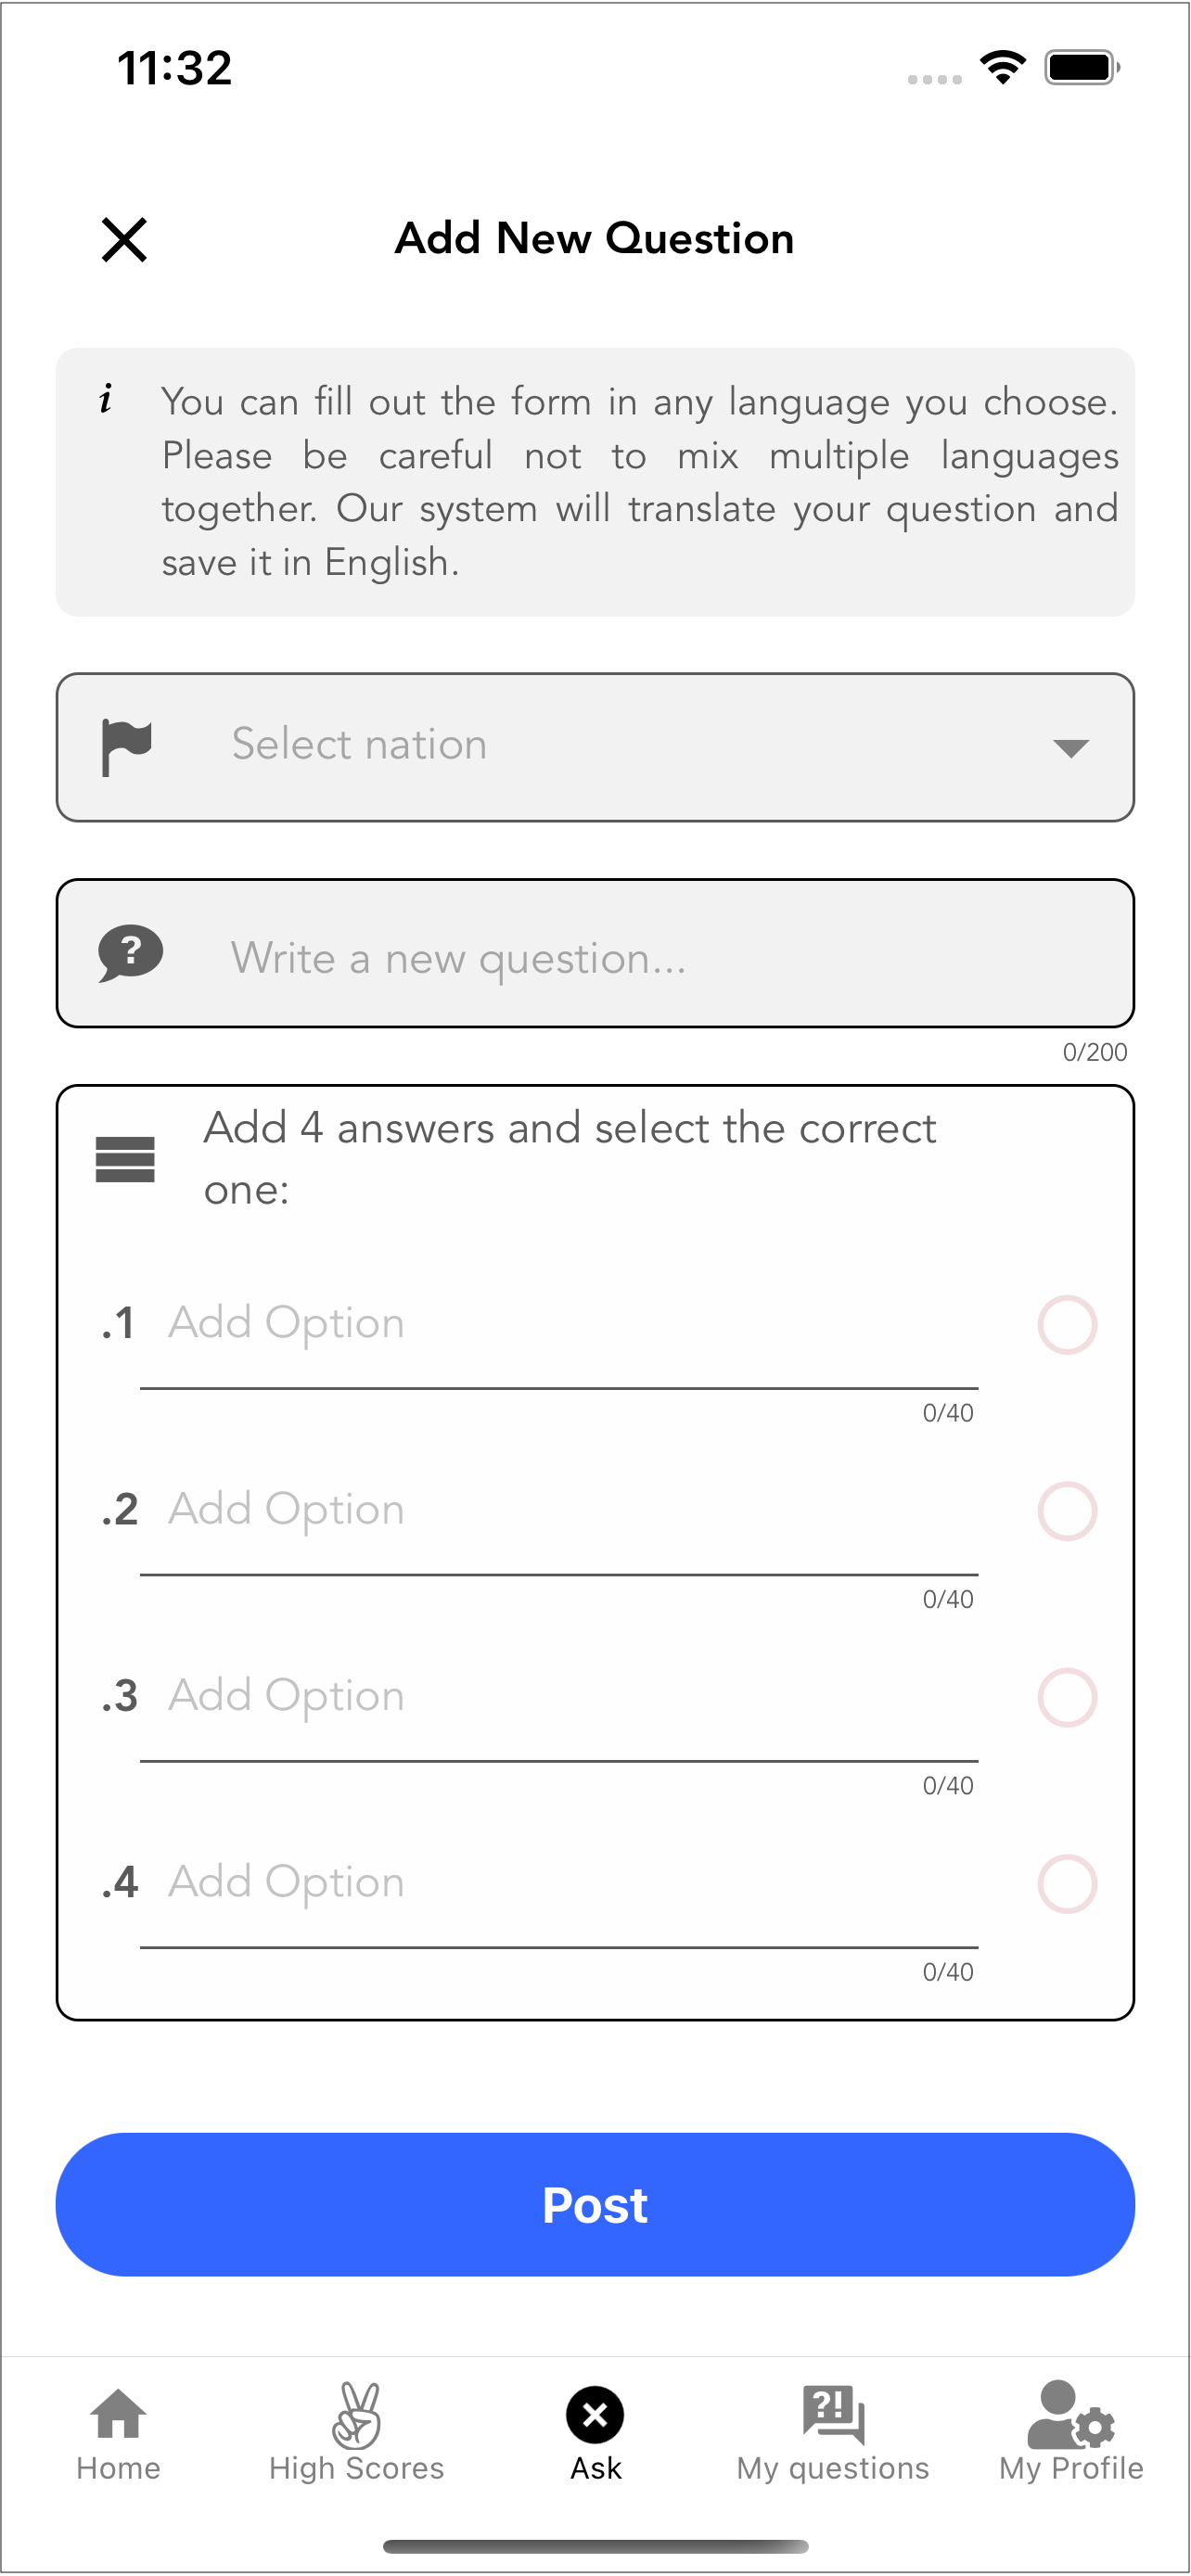 11:32
Add New Question
i You can fill out the form in any language you choose.
Please be careful not to mix multiple languages
together. Our system will translate your question and
save it in English.
Select nation
? Write a new question...
0/200
Add 4 answers and select the correct
one:
.1 Add Option
0/40
.2 Add Option
0/40
.3 Add Option
0/40
.4 Add Option
0/40
Post
?!
Home High Scores Ask My questions My Profile